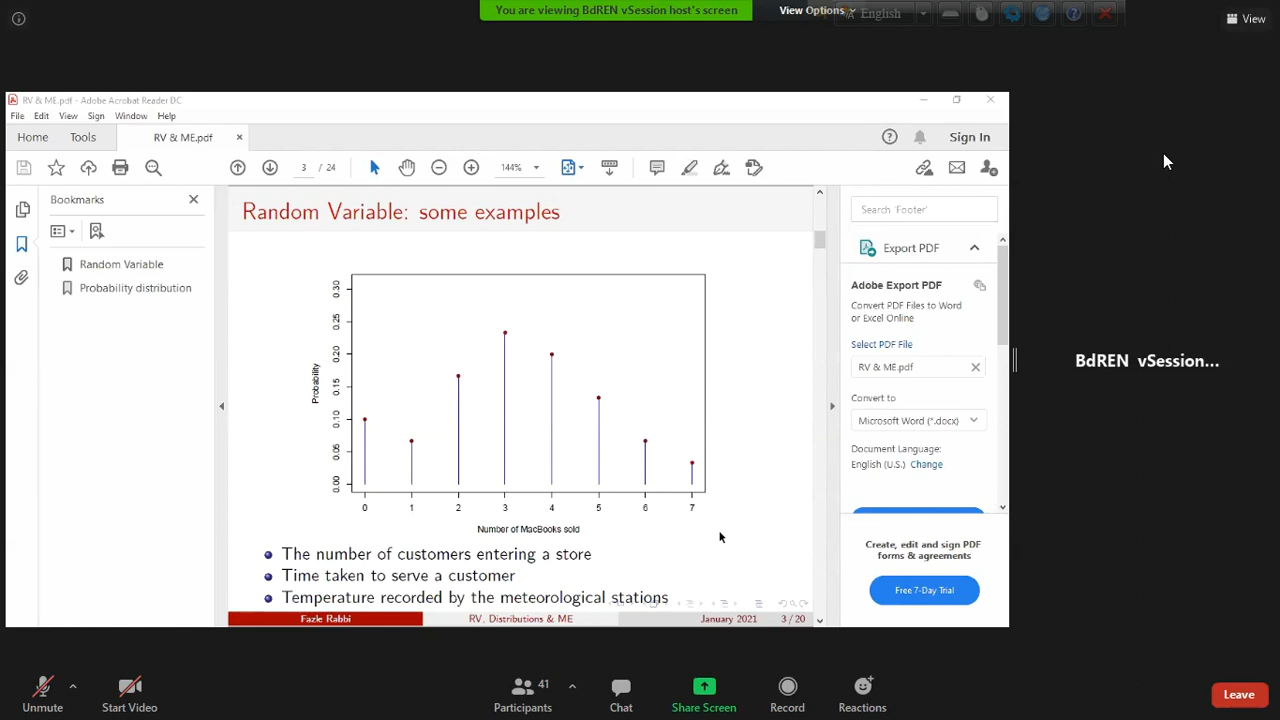 You are viewing BdREN vSession host's screen
View Options
English
View
RV & ME.pdf - Adobe Acrobat Reader DC
File Edit View Sign Window Help
Home Tools RV & ME.pdf × Sign In
3 / 24 144%
Bookmarks
Random Variable
Probability distribution
Random Variable: some examples
0.30
0.25
0.20
0.15
0.10
0.05
0.00
Probability
0 1 2 3 4 5 6 7
Number of MacBooks sold
The number of customers entering a store
Time taken to serve a customer
Temperature recorded by the meteorological stations
Fazle Rabbi RV, Distributions & ME January 2021 3 / 20
Search 'Footer'
Export PDF
Adobe Export PDF
Convert PDF Files to Word
or Excel Online
Select PDF File
RV & ME.pdf
Convert to
Microsoft Word (*.docx)
Document Language:
English (U.S.) Change
Create, edit and sign PDF
forms & agreements
Free 7-Day Trial
BdREN vSession...
Unmute
Start Video
41
Participants
Chat
Share Screen
Record
Reactions
Leave